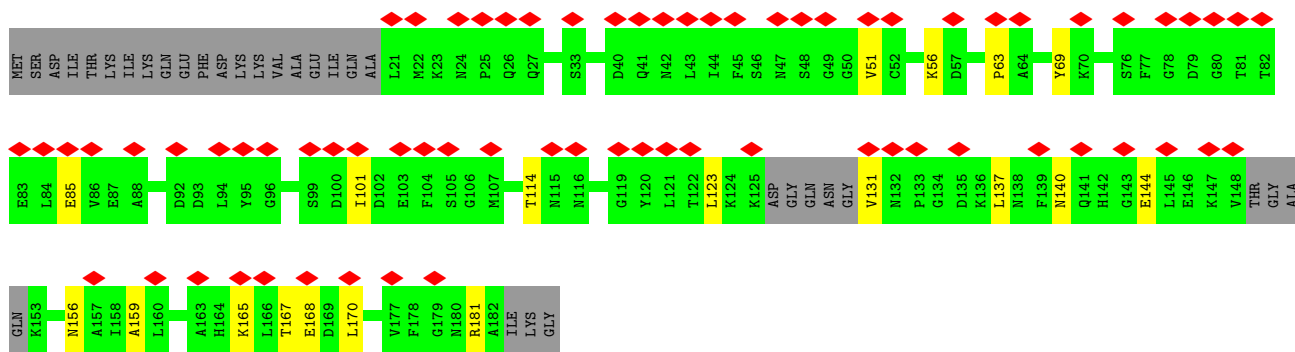 MET SER ASP ILE THR LYS ILE LYS GLN GLU PHE ASP LYS LYS VAL ALA GLU ILE GLN ALA L21 M22 K23 N24 P25 Q26 Q27 S33 D40 Q41 N42 L43 I44 F45 S46 N47 S48 G49 G50 V51 C52 K56 D57 P63 A64 Y69 K70 S76 F77 G78 D79 G80 T81 T82
E83 L84 E85 V86 E87 A88 D92 D93 L94 Y95 G96 S99 D100 I101 D102 E103 F104 S105 G106 M107 T114 N115 N116 G119 Y120 L121 T122 L123 K124 K125 ASP GLY GLN ASN GLY V131 N132 P133 G134 D135 K136 L137 N138 F139 N140 Q141 H142 G143 E144 L145 E146 K147 V148 THR GLY ALA
GLN K153 N156 A157 I158 A159 L160 A163 H164 K165 L166 T167 E168 D169 L170 V177 F178 G179 N180 R181 A182 ILE LYS GLY